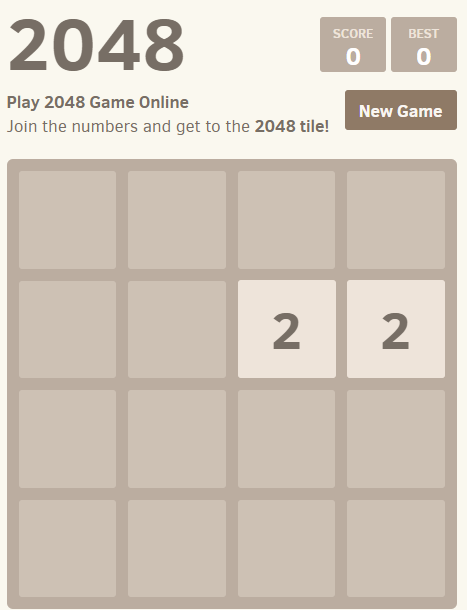 2048
SCORE BEST
0 0
Play 2048 Game Online
Join the numbers and get to the 2048 tile!
New Game
2 2